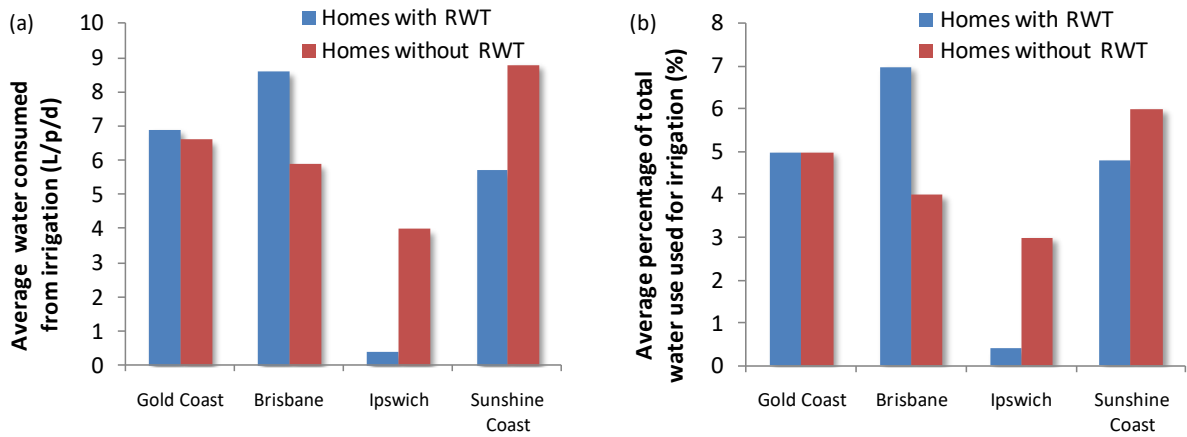 (a)
Homes with RWT
Homes without RWT
Average water consumed
from irrigation (L/p/d)
10
9
8
7
6
5
4
3
2
1
0
Gold Coast
Brisbane
Ipswich
Sunshine
Coast
(b)
Homes with RWT
Homes without RWT
Average percentage of total
water use used for irrigation (%)
8
7
6
5
4
3
2
1
0
Gold Coast
Brisbane
Ipswich
Sunshine
Coast